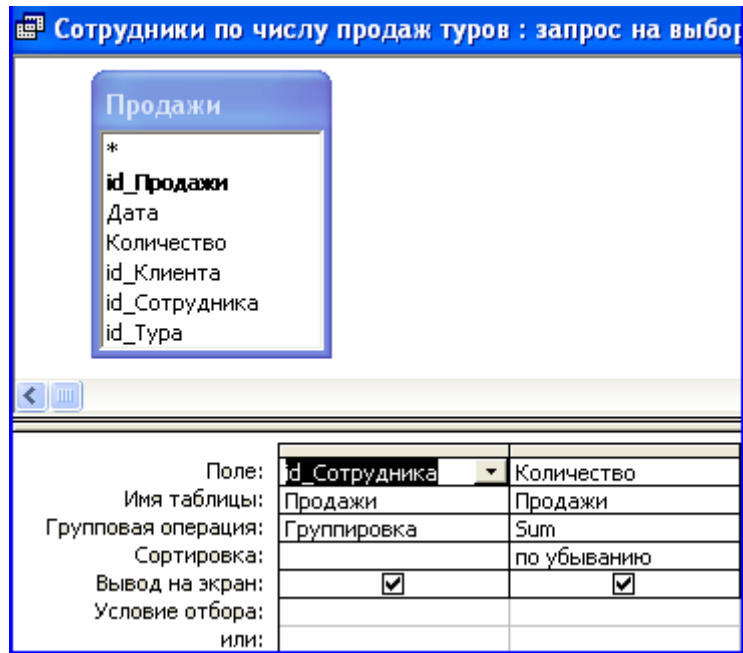 Сотрудники по числу продаж туров : запрос на выбор
Продажи
*
id_Продажи
Дата
Количество
id_Клиента
id_Сотрудника
id_Тура
Поле: id_Сотрудника Количество
Имя таблицы: Продажи Продажи
Групповая операция: Группировка Sum
Сортировка: по убыванию
Вывод на экран:
Условие отбора:
или: